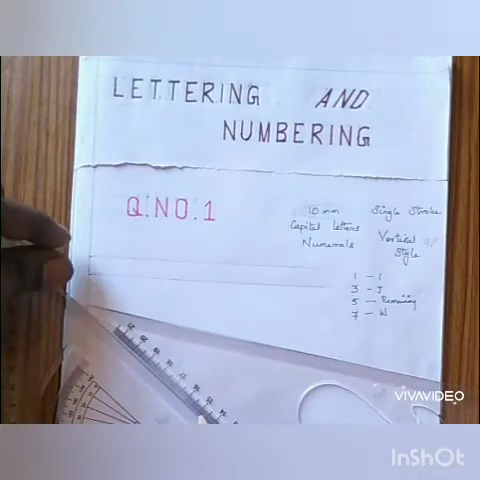 LETTERING AND
NUMBERING
Q.NO.1
10 mm Single Stroke
Capital letters Vertical
Numerals Style
1 - I
3 - J
5 - Remaining
7 - W
VIVAVIDEO
InShOt